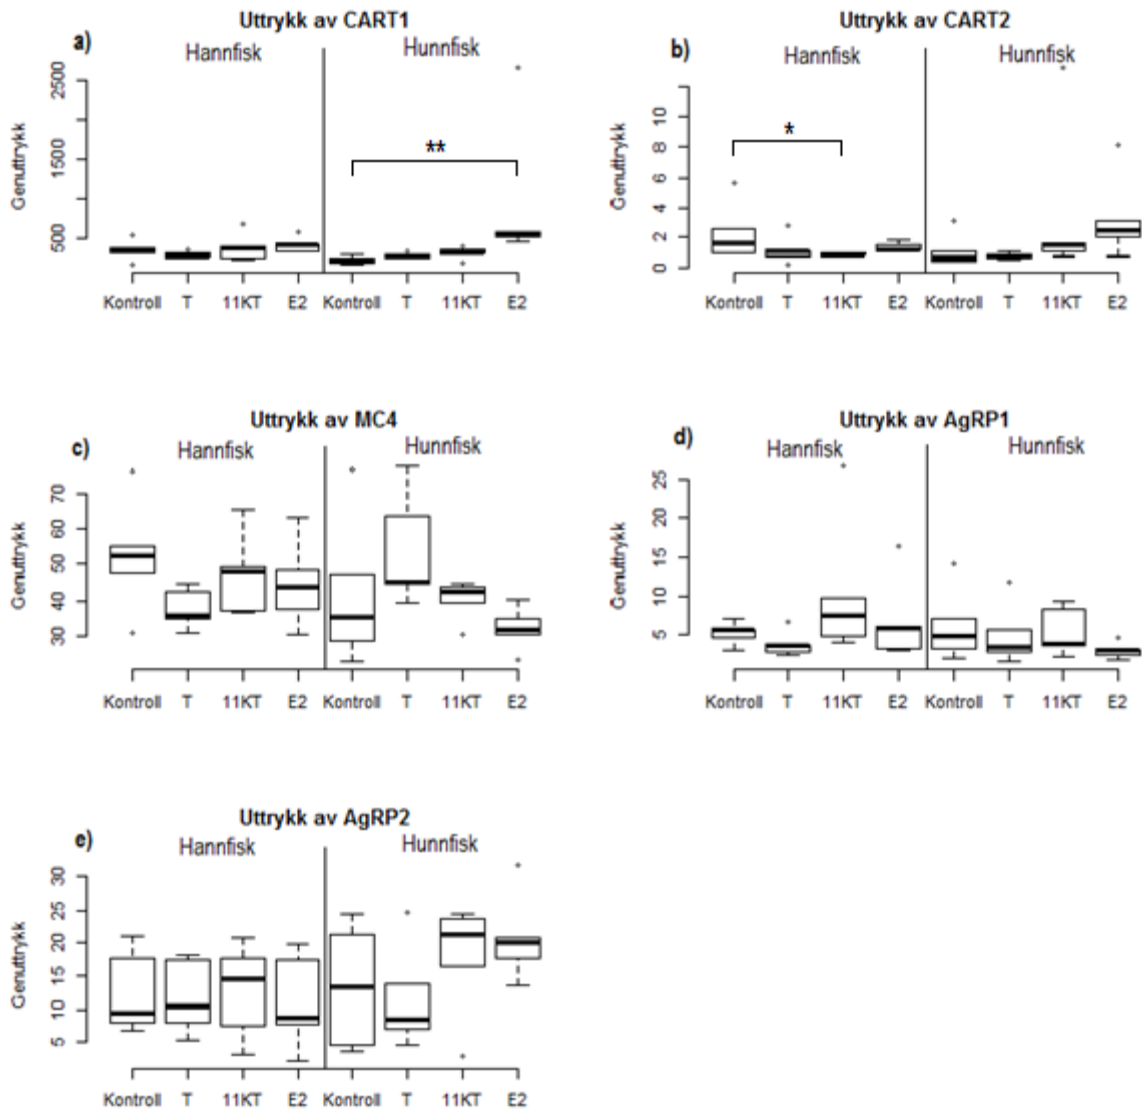 Uttrykk av CART1
a)
Hannfisk
Hunnfisk
Genuttrykk
2500
1500
500
**
Kontroll T 11KT E2 Kontroll T 11KT E2
Uttrykk av CART2
b)
Hannfisk
Hunnfisk
Genuttrykk
10
8
6
4
2
0
*
Kontroll T 11KT E2 Kontroll T 11KT E2
Uttrykk av MC4
c)
Hannfisk
Hunnfisk
Genuttrykk
70
60
50
40
30
Kontroll T 11KT E2 Kontroll T 11KT E2
Uttrykk av AgRP1
d)
Hannfisk
Hunnfisk
Genuttrykk
25
20
15
10
5
Kontroll T 11KT E2 Kontroll T 11KT E2
Uttrykk av AgRP2
e)
Hannfisk
Hunnfisk
Genuttrykk
30
25
20
15
10
5
Kontroll T 11KT E2 Kontroll T 11KT E2